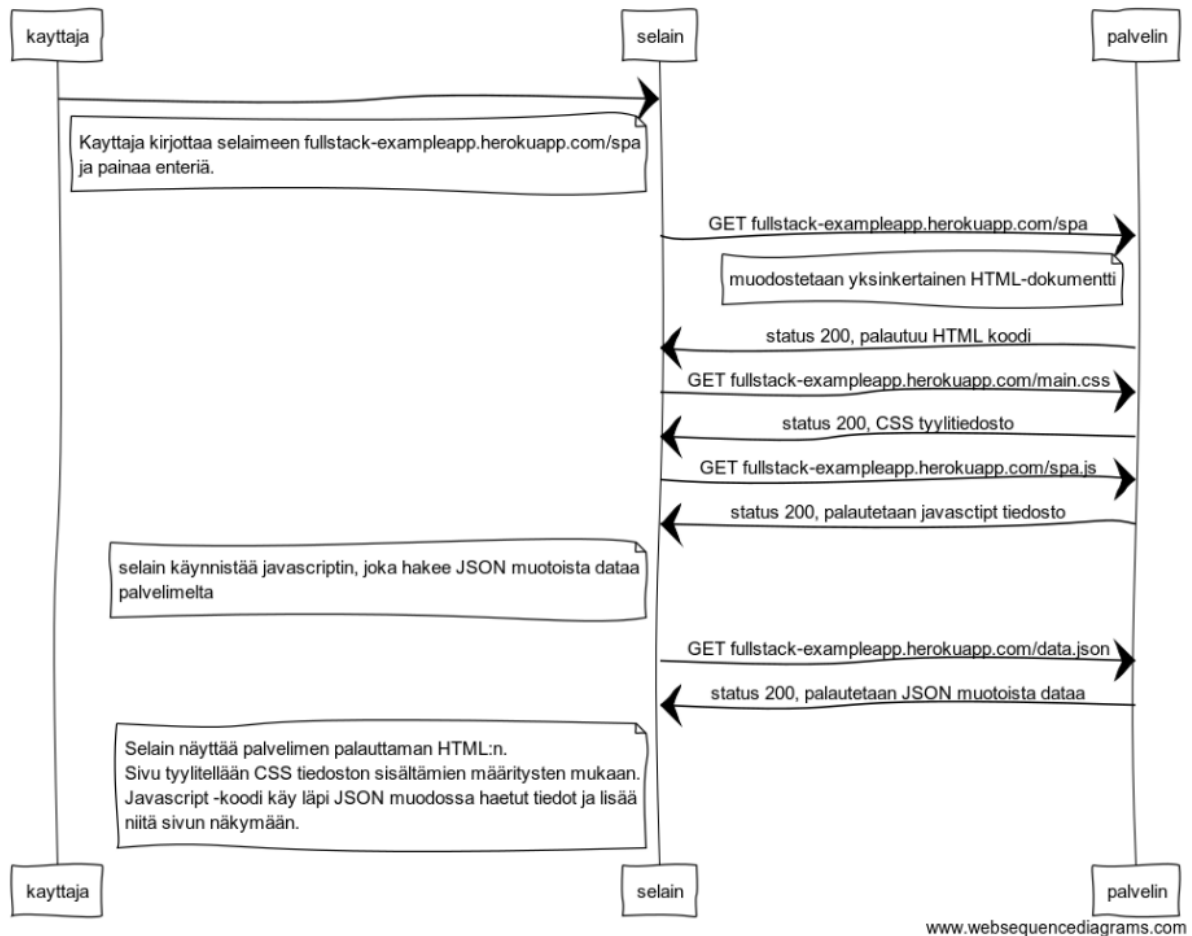 kayttaja
selain
palvelin
Kayttaja kirjottaa selaimeen fullstack-exampleapp.herokuapp.com/spa
ja painaa enteriä.
GET fullstack-exampleapp.herokuapp.com/spa
muodostetaan yksinkertainen HTML-dokumentti
status 200, palautuu HTML koodi
GET fullstack-exampleapp.herokuapp.com/main.css
status 200, CSS tyylitiedosto
GET fullstack-exampleapp.herokuapp.com/spa.js
status 200, palautetaan javasctipt tiedosto
selain käynnistää javascriptin, joka hakee JSON muotoista dataa
palvelimelta
GET fullstack-exampleapp.herokuapp.com/data.json
status 200, palautetaan JSON muotoista dataa
Selain näyttää palvelimen palauttaman HTML:n.
Sivu tyylitellään CSS tiedoston sisältämien määritysten mukaan.
Javascript -koodi käy läpi JSON muodossa haetut tiedot ja lisää
niitä sivun näkymään.
kayttaja
selain
palvelin
www.websequencediagrams.com